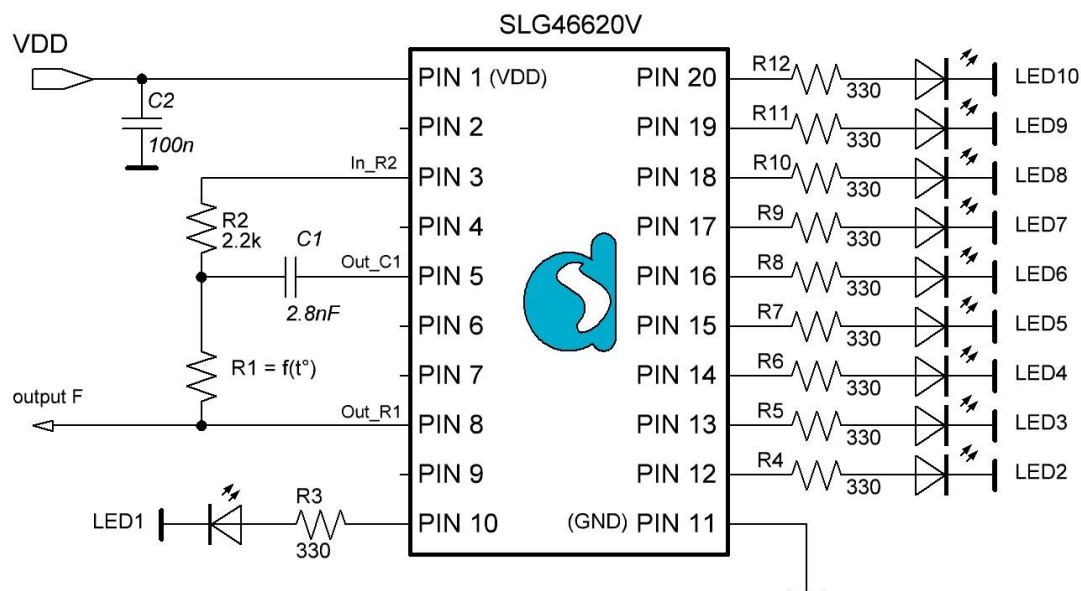 SLG46620V
VDD
C2
100n
In_R2
R2
2.2k
C1
2.8nF
Out_C1
R1 = f(t°)
output F
Out_R1
LED1
R3
330
PIN 1 (VDD)
PIN 2
PIN 3
PIN 4
PIN 5
PIN 6
PIN 7
PIN 8
PIN 9
PIN 10
PIN 20
PIN 19
PIN 18
PIN 17
PIN 16
PIN 15
PIN 14
PIN 13
PIN 12
(GND) PIN 11
R12
330
LED10
R11
330
LED9
R10
330
LED8
R9
330
LED7
R8
330
LED6
R7
330
LED5
R6
330
LED4
R5
330
LED3
R4
330
LED2